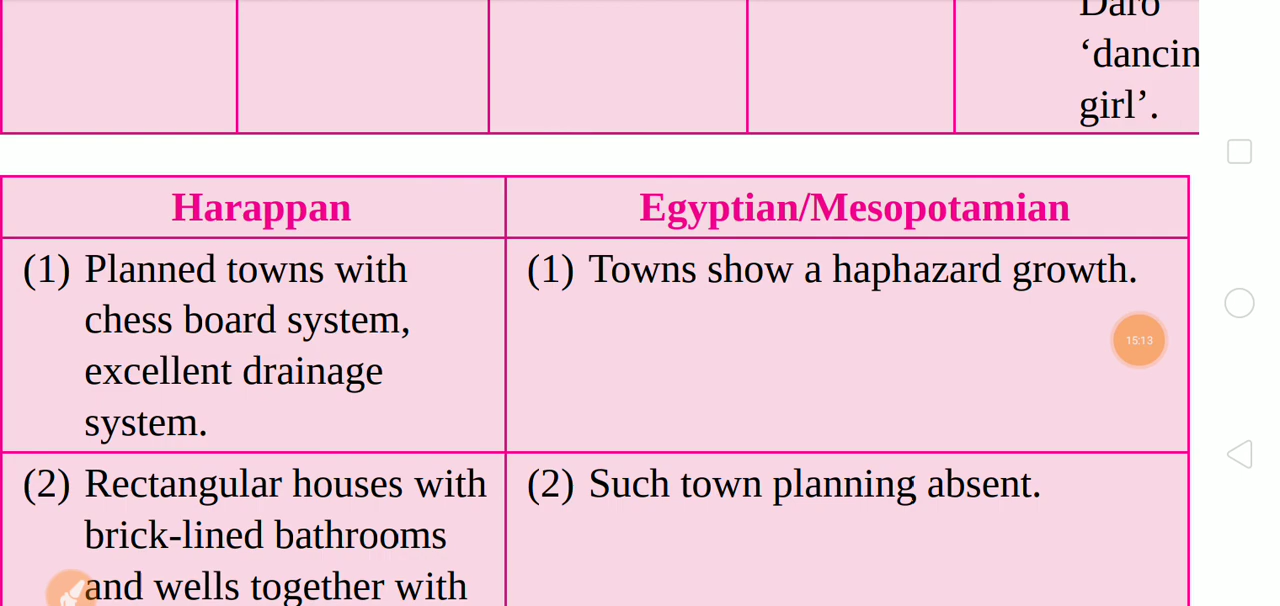 Daro
‘dancin
girl’.
Harappan
Egyptian/Mesopotamian
(1) Planned towns with
chess board system,
excellent drainage
system.
(1) Towns show a haphazard growth.
15:13
(2) Rectangular houses with
brick-lined bathrooms
and wells together with
(2) Such town planning absent.